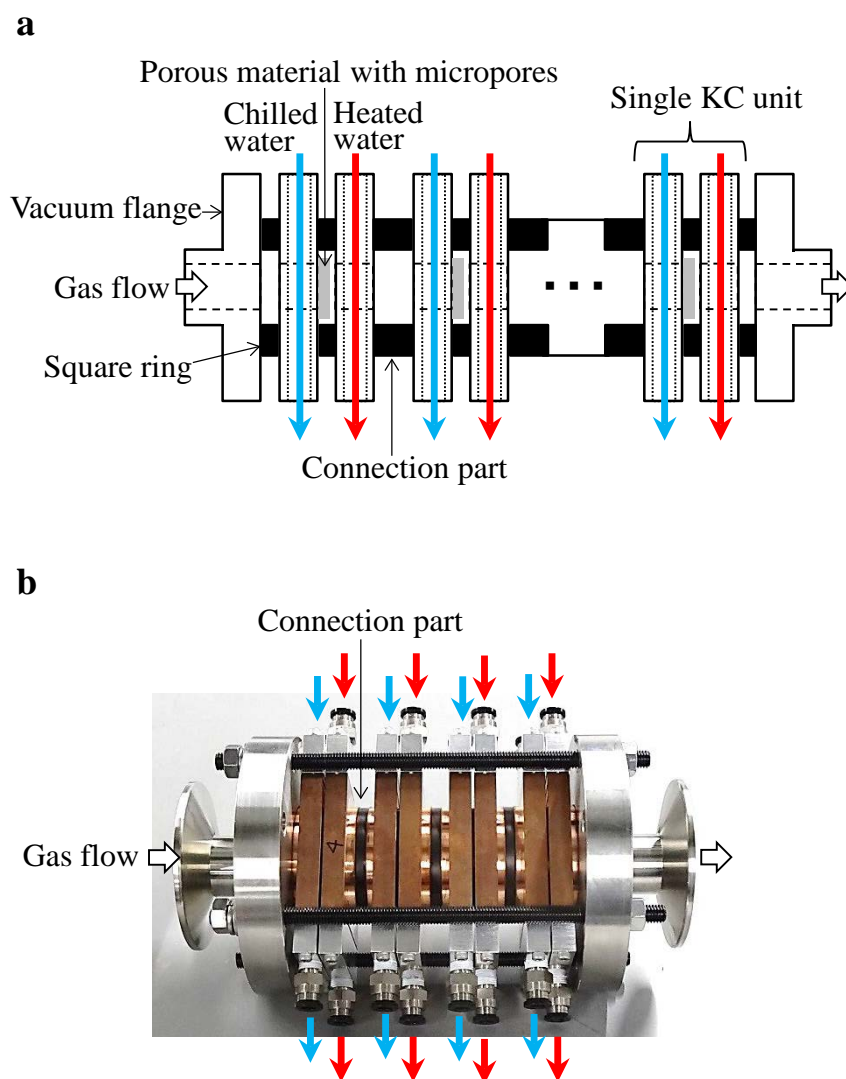 a
Porous material with micropores
Single KC unit
Chilled
water
Heated
water
Vacuum flange
Gas flow
Square ring
Connection part
b
Connection part
4
Gas flow